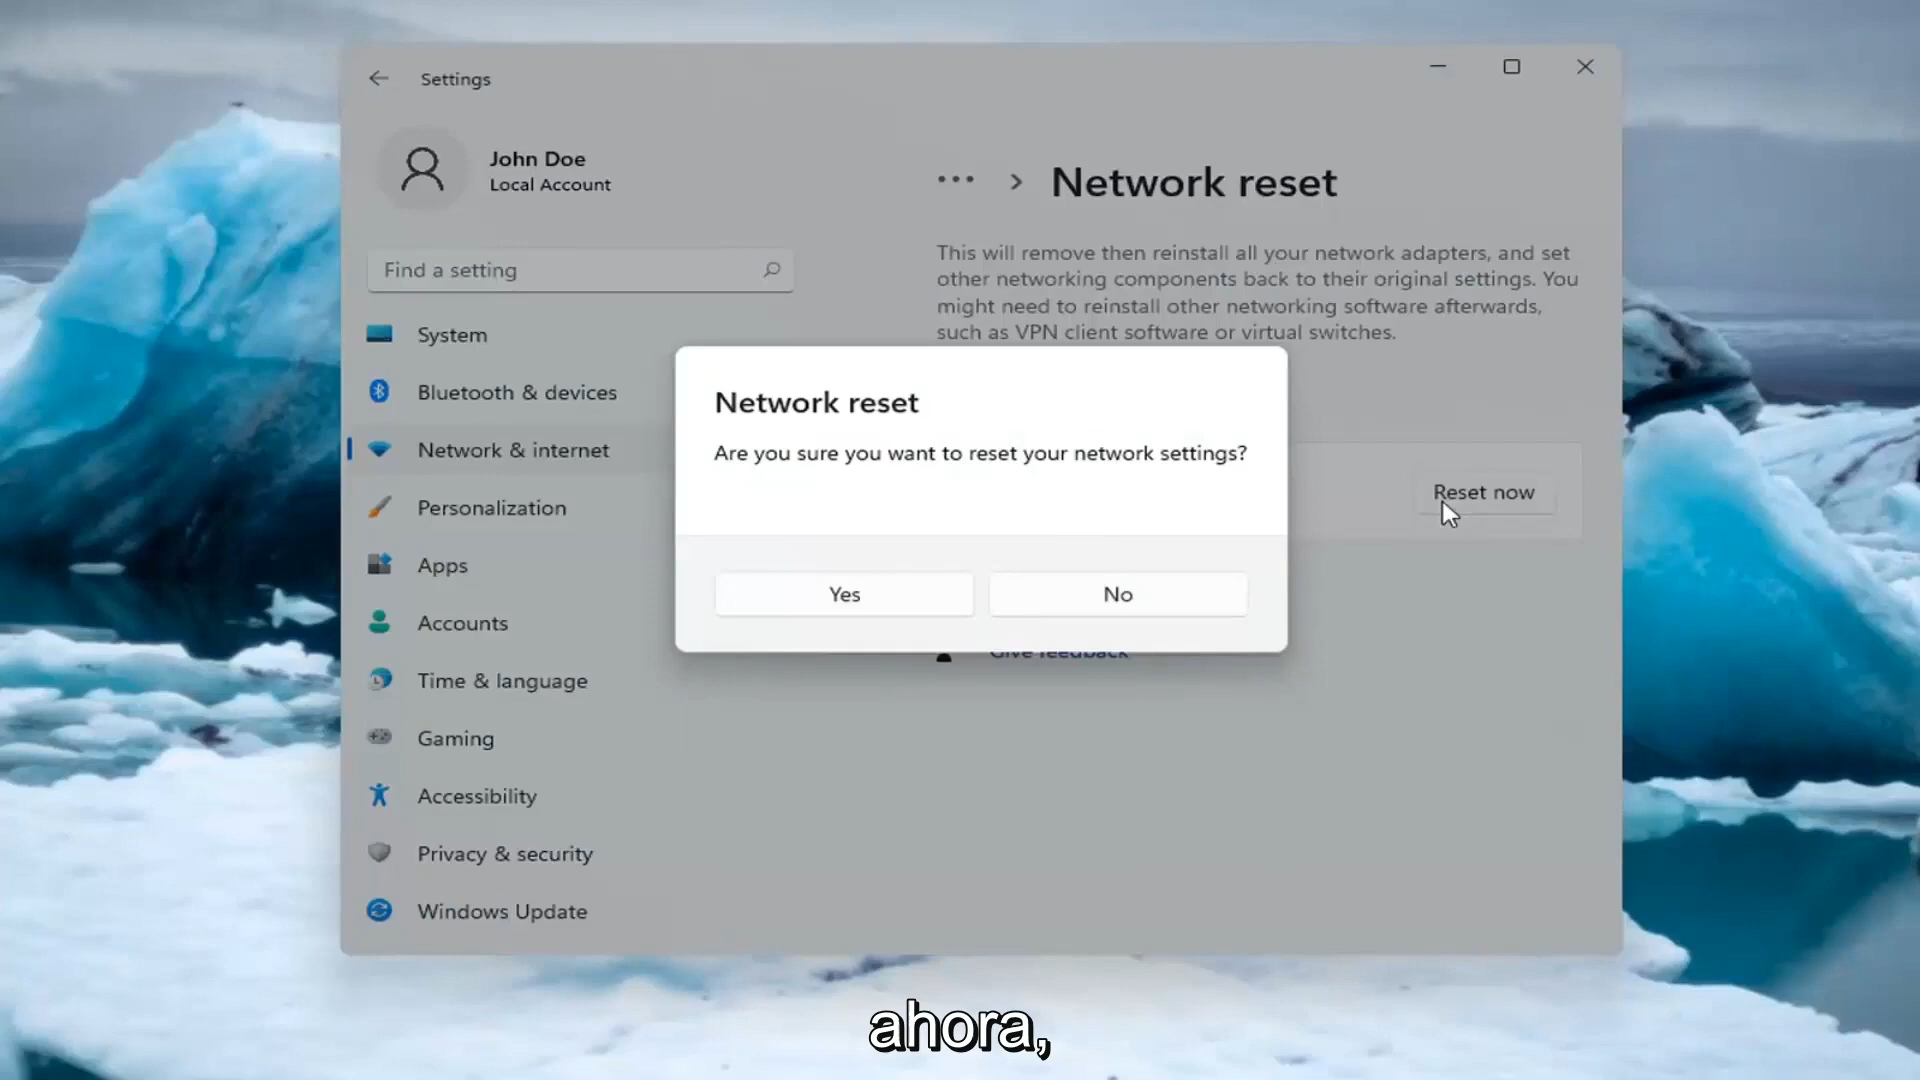 Settings
John Doe
Local Account
Find a setting
System
Bluetooth & devices
Network & internet
Personalization
Apps
Accounts
Time & language
Gaming
Accessibility
Privacy & security
Windows Update
Network reset
This will remove then reinstall all your network adapters, and set
other networking components back to their original settings. You
might need to reinstall other networking software afterwards,
such as VPN client software or virtual switches.
Reset now
Network reset
Are you sure you want to reset your network settings?
Yes
No
Give feedback
ahora,